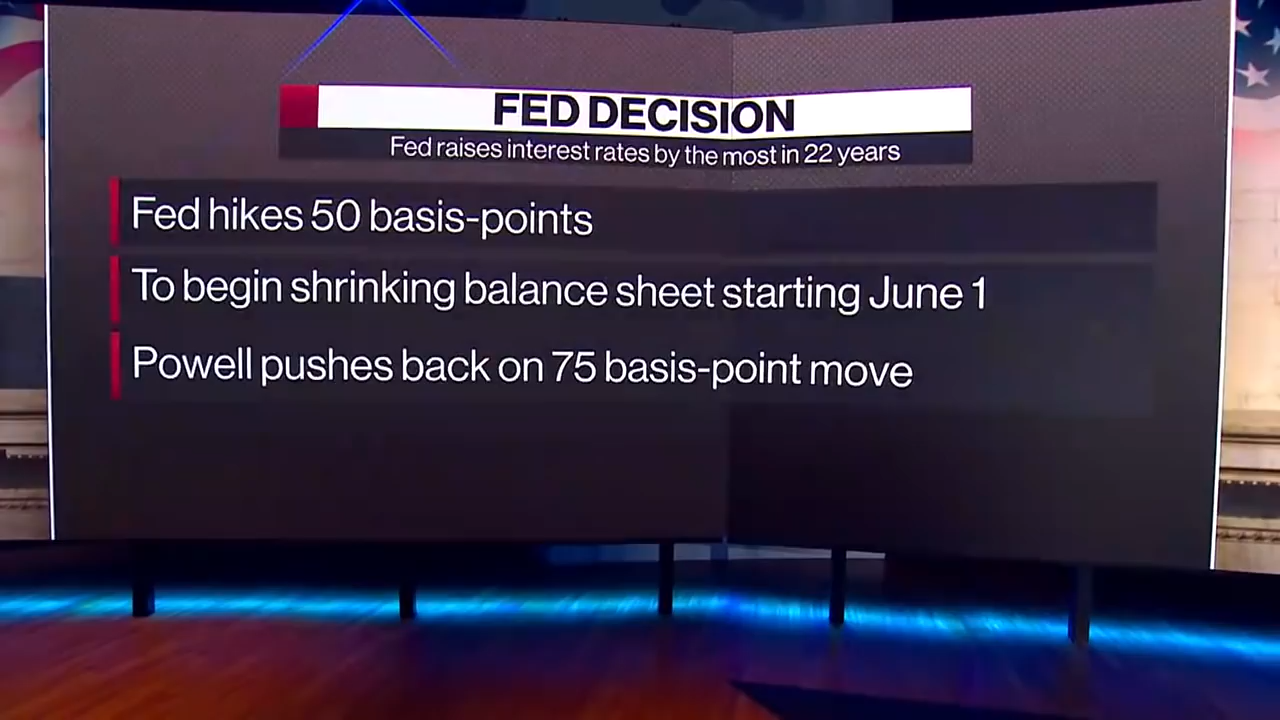 FED DECISION
Fed raises interest rates by the most in 22 years
Fed hikes 50 basis-points
To begin shrinking balance sheet starting June 1
Powell pushes back on 75 basis-point move